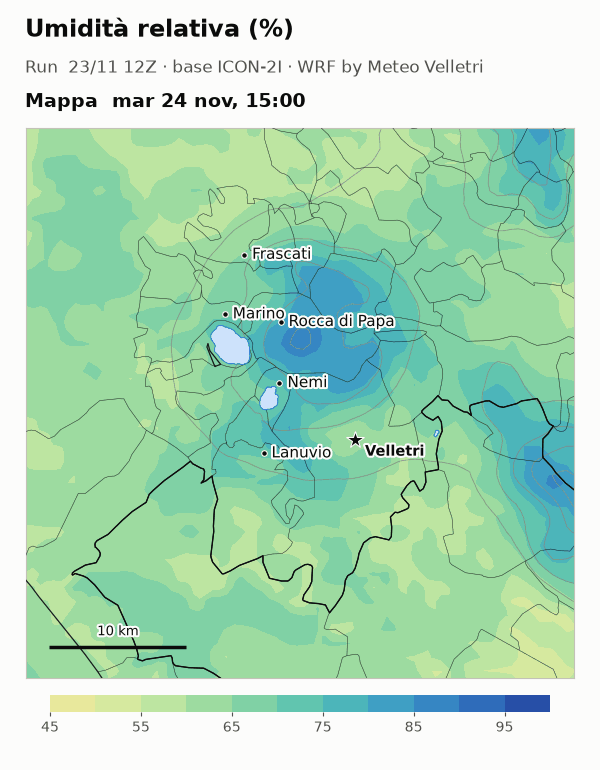 Umidità relativa (%)
Run  23/11 12Z · base ICON-2I · WRF by Meteo Velletri
Mappa  mar 24 nov, 15:00
Frascati
Marino
Rocca di Papa
Nemi
Velletri
Lanuvio
10 km
45 55 65 75 85 95